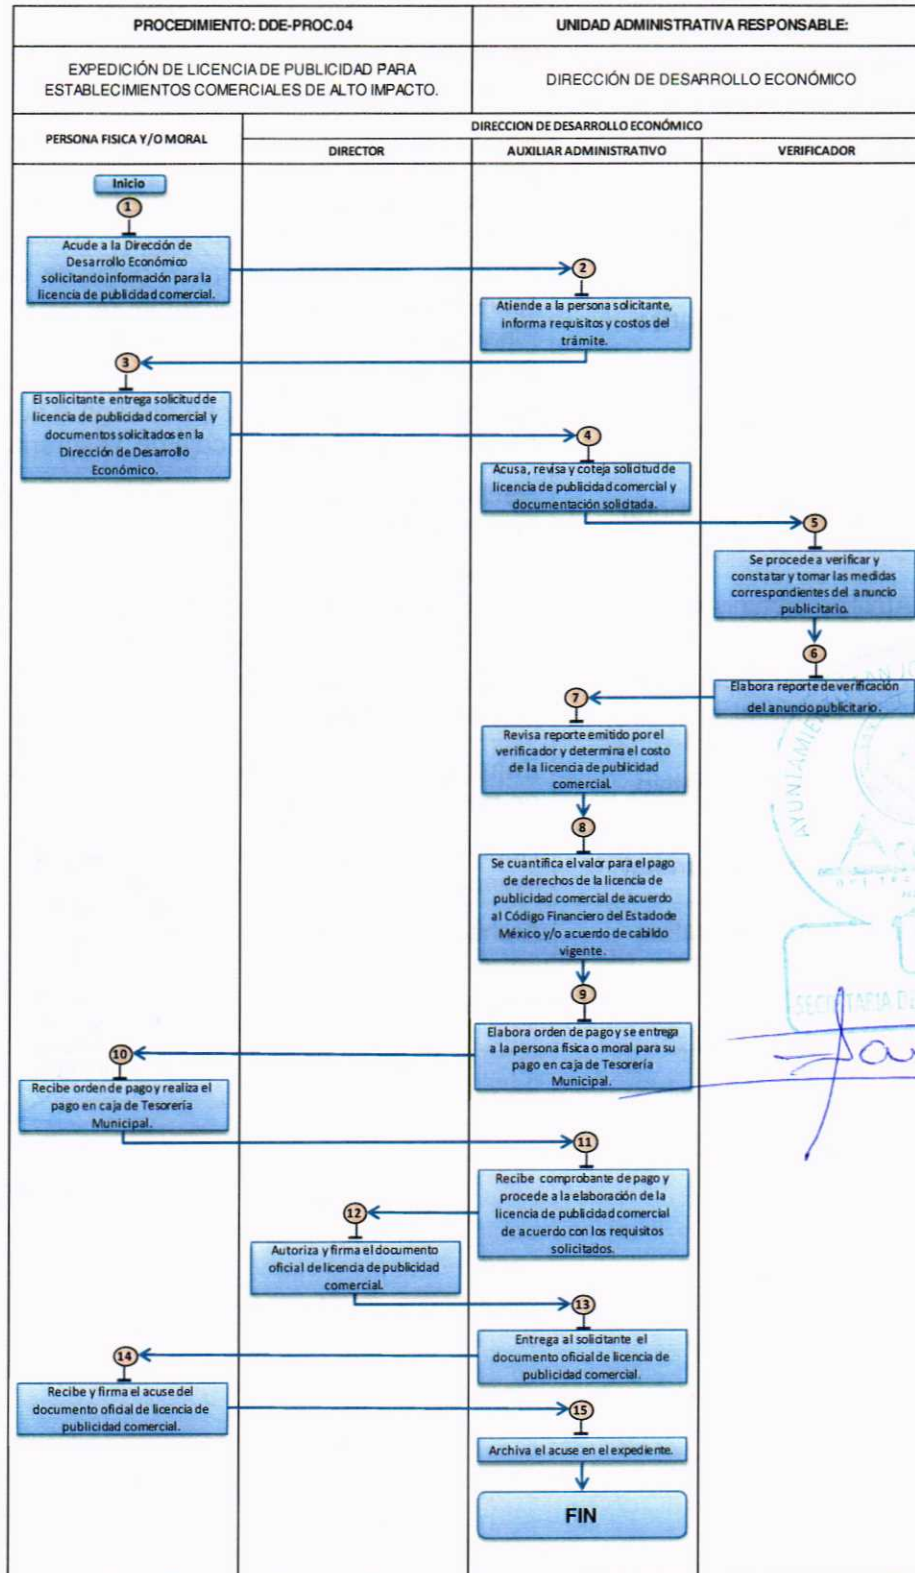 PROCEDIMIENTO: DDE-PROC.04
UNIDAD ADMINISTRATIVA RESPONSABLE:
EXPEDICIÓN DE LICENCIA DE PUBLICIDAD PARA
ESTABLECIMIENTOS COMERCIALES DE ALTO IMPACTO.
DIRECCIÓN DE DESARROLLO ECONÓMICO
PERSONA FISICA Y/O MORAL
DIRECCION DE DESARROLLO ECONÓMICO
DIRECTOR
AUXILIAR ADMINISTRATIVO
VERIFICADOR
Inicio
1
Acude a la Dirección de
Desarrollo Económico
solicitando información para la
licencia de publicidad comercial.
2
Atiende a la persona solicitante,
informa requisitos y costos del
trámite.
3
El solicitante entrega solicitud de
licencia de publicidad comercial y
documentos solicitados en la
Dirección de Desarrollo
Económico.
4
Acusa, revisa y coteja solicitud de
licencia de publicidad comercial y
documentación solicitada.
5
Se procede a verificar y
constatar y tomar las medidas
correspondientes del anuncio
publicitario.
6
Elabora reporte de verificación
del anuncio publicitario.
7
Revisa reporte emitido por el
verificador y determina el costo
de la licencia de publicidad
comercial.
8
Se cuantifica el valor para el pago
de derechos de la licencia de
publicidad comercial de acuerdo
al Código Financiero del Estado de
México y/o acuerdo de cabildo
vigente.
9
Elabora orden de pago y se entrega
a la persona física o moral para su
pago en caja de Tesorería
Municipal.
10
Recibe orden de pago y realiza el
pago en caja de Tesorería
Municipal.
11
Recibe comprobante de pago y
procede a la elaboración de la
licencia de publicidad comercial
de acuerdo con los requisitos
solicitados.
12
Autoriza y firma el documento
oficial de licencia de publicidad
comercial.
13
Entrega al solicitante el
documento oficial de licencia de
publicidad comercial.
14
Recibe y firma el acuse del
documento oficial de licencia de
publicidad comercial.
15
Archiva el acuse en el expediente.
FIN
AYUNTAMIENTO
SECRETARIA